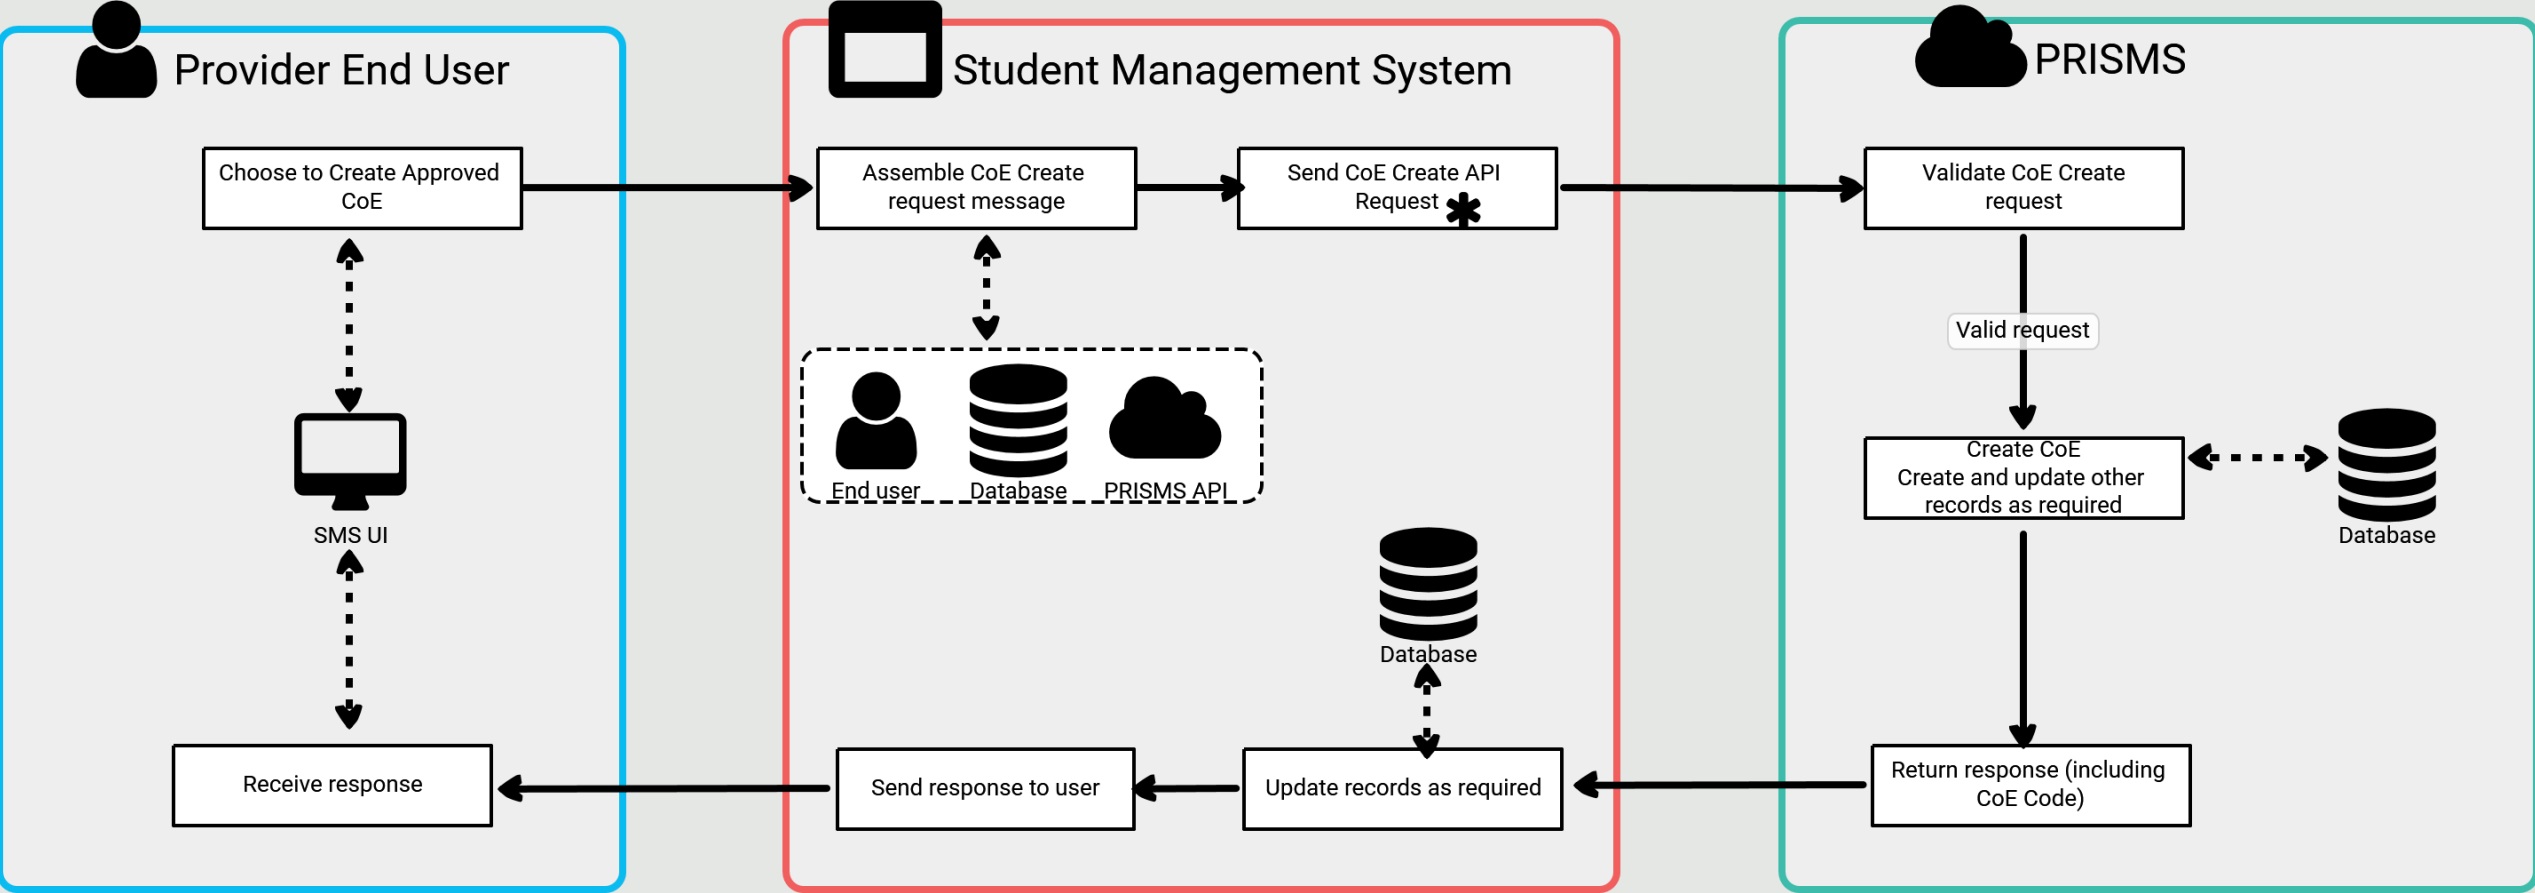 Provider End User
Student Management System
PRISMS
Choose to Create Approved
CoE
Assemble CoE Create
request message
Send CoE Create API
Request *
Validate CoE Create
request
Valid request
End user
Database
PRISMS API
SMS UI
Create CoE
Create and update other
records as required
Database
Database
Receive response
Send response to user
Update records as required
Return response (including
CoE Code)